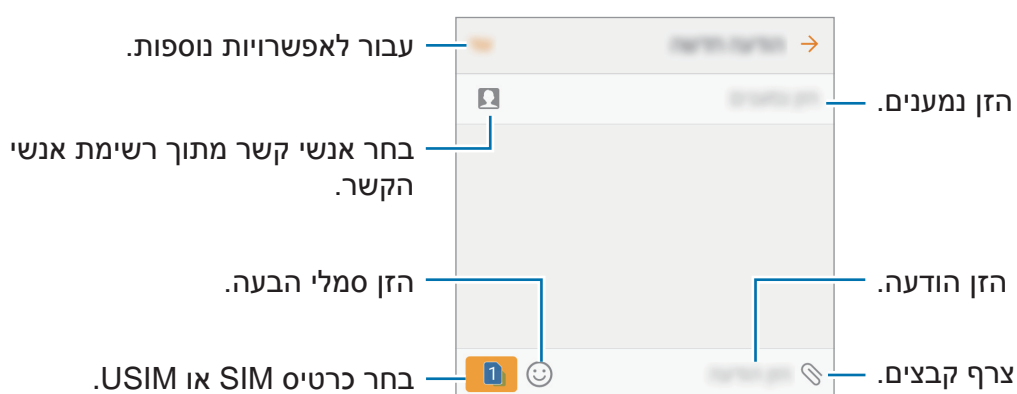 עבור לאפשרויות נוספות.
הזן נמענים.
בחר אנשי קשר מתוך רשימת אנשי
הקשר.
הזן סמלי הבעה.
הזן הודעה.
בחר כרטיס SIM או USIM.
1
צרף קבצים.